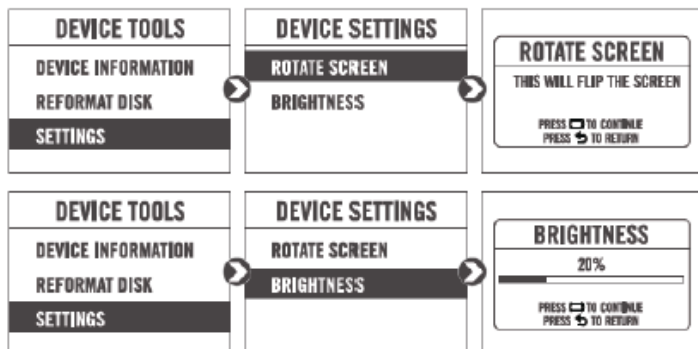 DEVICE TOOLS
DEVICE INFORMATION
REFORMAT DISK
SETTINGS
DEVICE SETTINGS
ROTATE SCREEN
BRIGHTNESS
ROTATE SCREEN
THIS WILL FLIP THE SCREEN
PRESS TO CONTINUE
PRESS TO RETURN
DEVICE TOOLS
DEVICE INFORMATION
REFORMAT DISK
SETTINGS
DEVICE SETTINGS
ROTATE SCREEN
BRIGHTNESS
BRIGHTNESS
20%
PRESS TO CONTINUE
PRESS TO RETURN